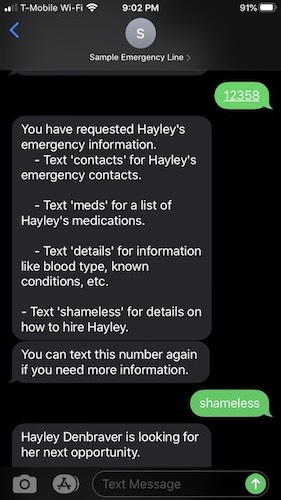 T-Mobile Wi-Fi 9:02 PM 91%
S
Sample Emergency Line >
12358
You have requested Hayley's
emergency information.
- Text 'contacts' for Hayley's
emergency contacts.
- Text 'meds' for a list of
Hayley's medications.
- Text 'details' for information
like blood type, known
conditions, etc.
- Text 'shameless' for details on
how to hire Hayley.
You can text this number again
if you need more information.
shameless
Hayley Denbraver is looking for
her next opportunity.
Text Message